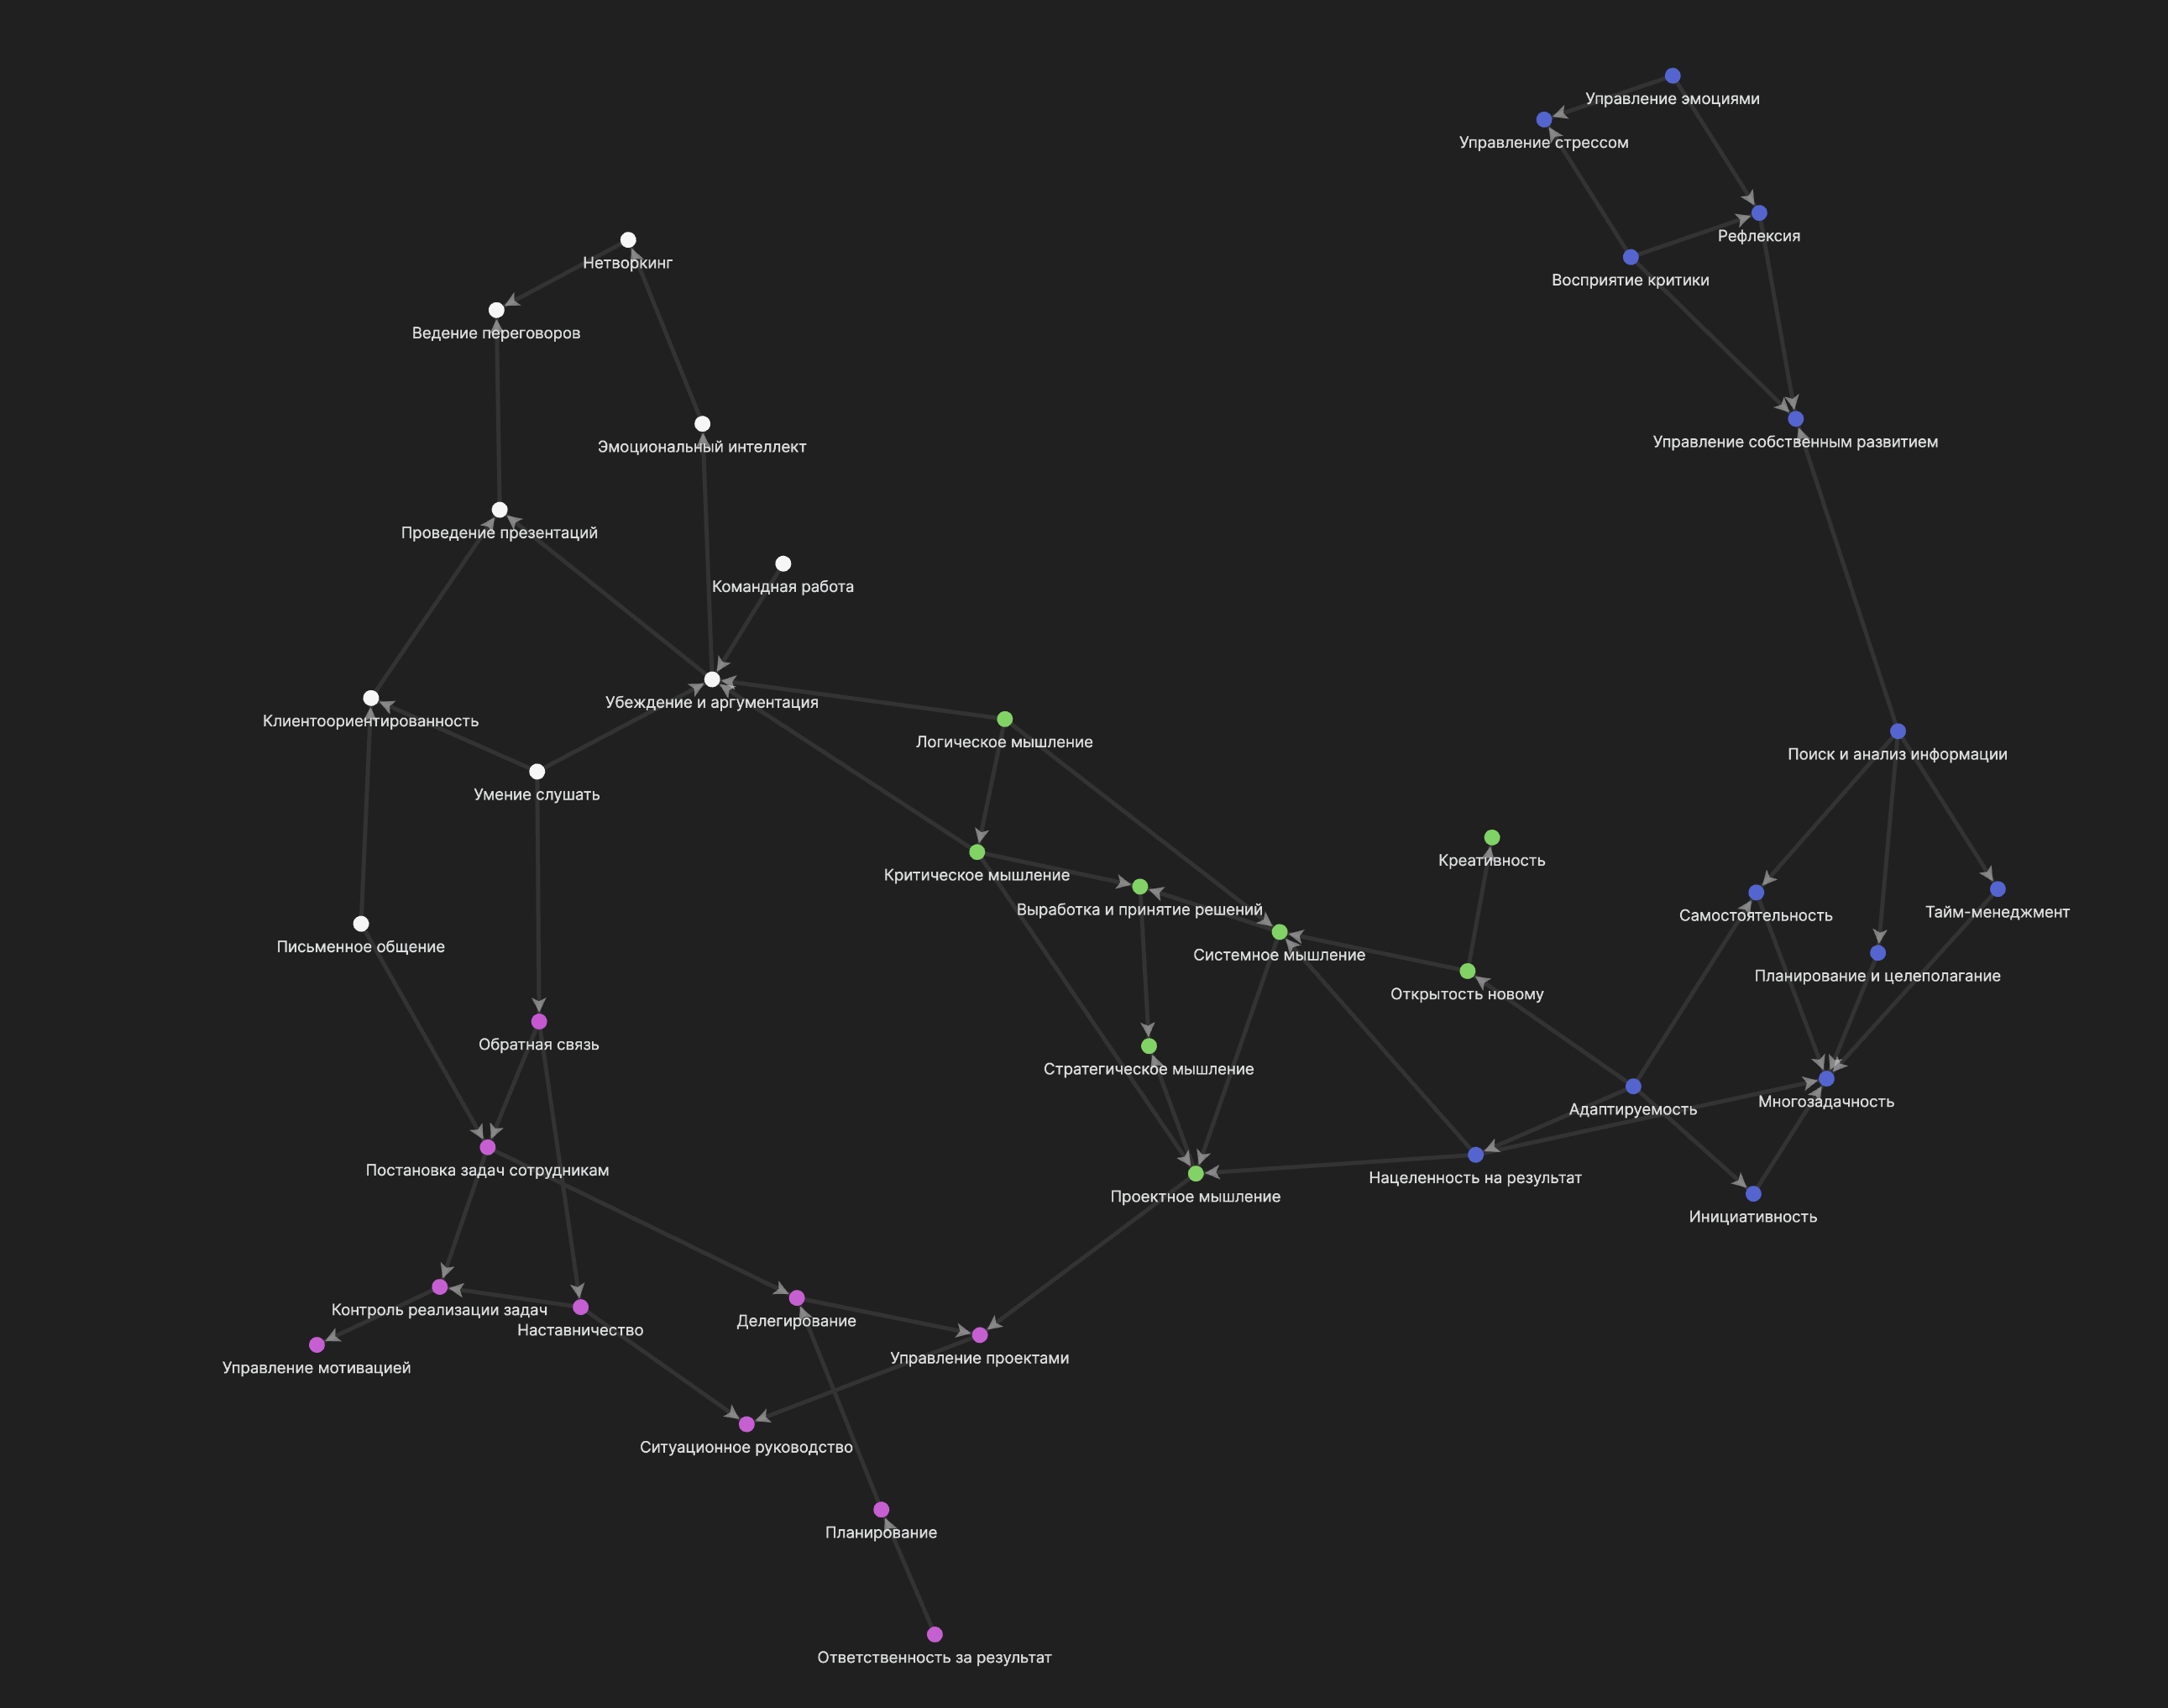 Управление эмоциями
Управление стрессом
Рефлексия
Нетворкинг
Восприятие критики
Ведение переговоров
Управление собственным развитием
Эмоциональный интеллект
Проведение презентаций
Командная работа
Убеждение и аргументация
Клиентоориентированность
Логическое мышление
Поиск и анализ информации
Умение слушать
Креативность
Критическое мышление
Выработка и принятие решений
Тайм-менеджмент
Самостоятельность
Письменное общение
Системное мышление
Планирование и целеполагание
Открытость новому
Обратная связь
Стратегическое мышление
Многозадачность
Адаптируемость
Постановка задач сотрудникам
Нацеленность на результат
Проектное мышление
Инициативность
Контроль реализации задач
Делегирование
Наставничество
Управление проектами
Управление мотивацией
Ситуационное руководство
Планирование
Ответственность за результат